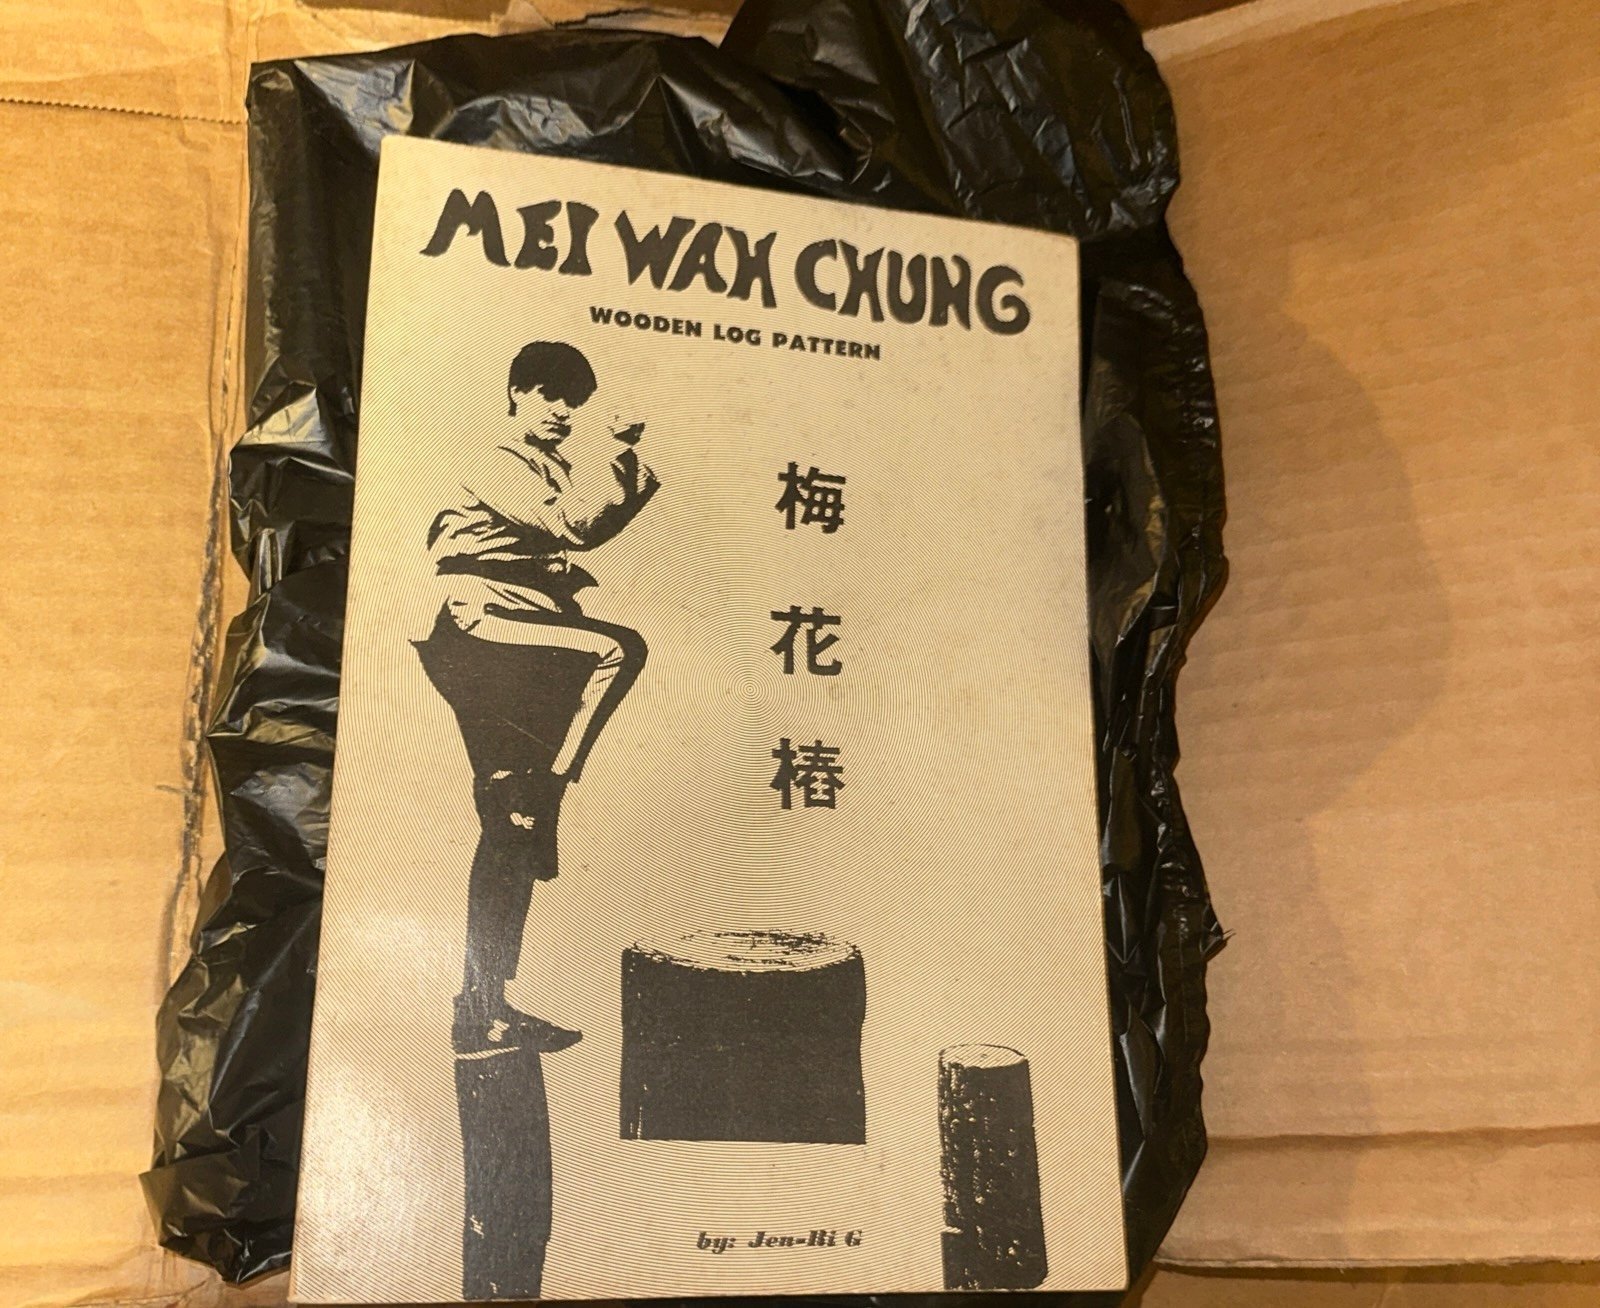 MEI WAH CHUNG
WOODEN LOG PATTERN
梅
花
樁
by: Jen-Ri G